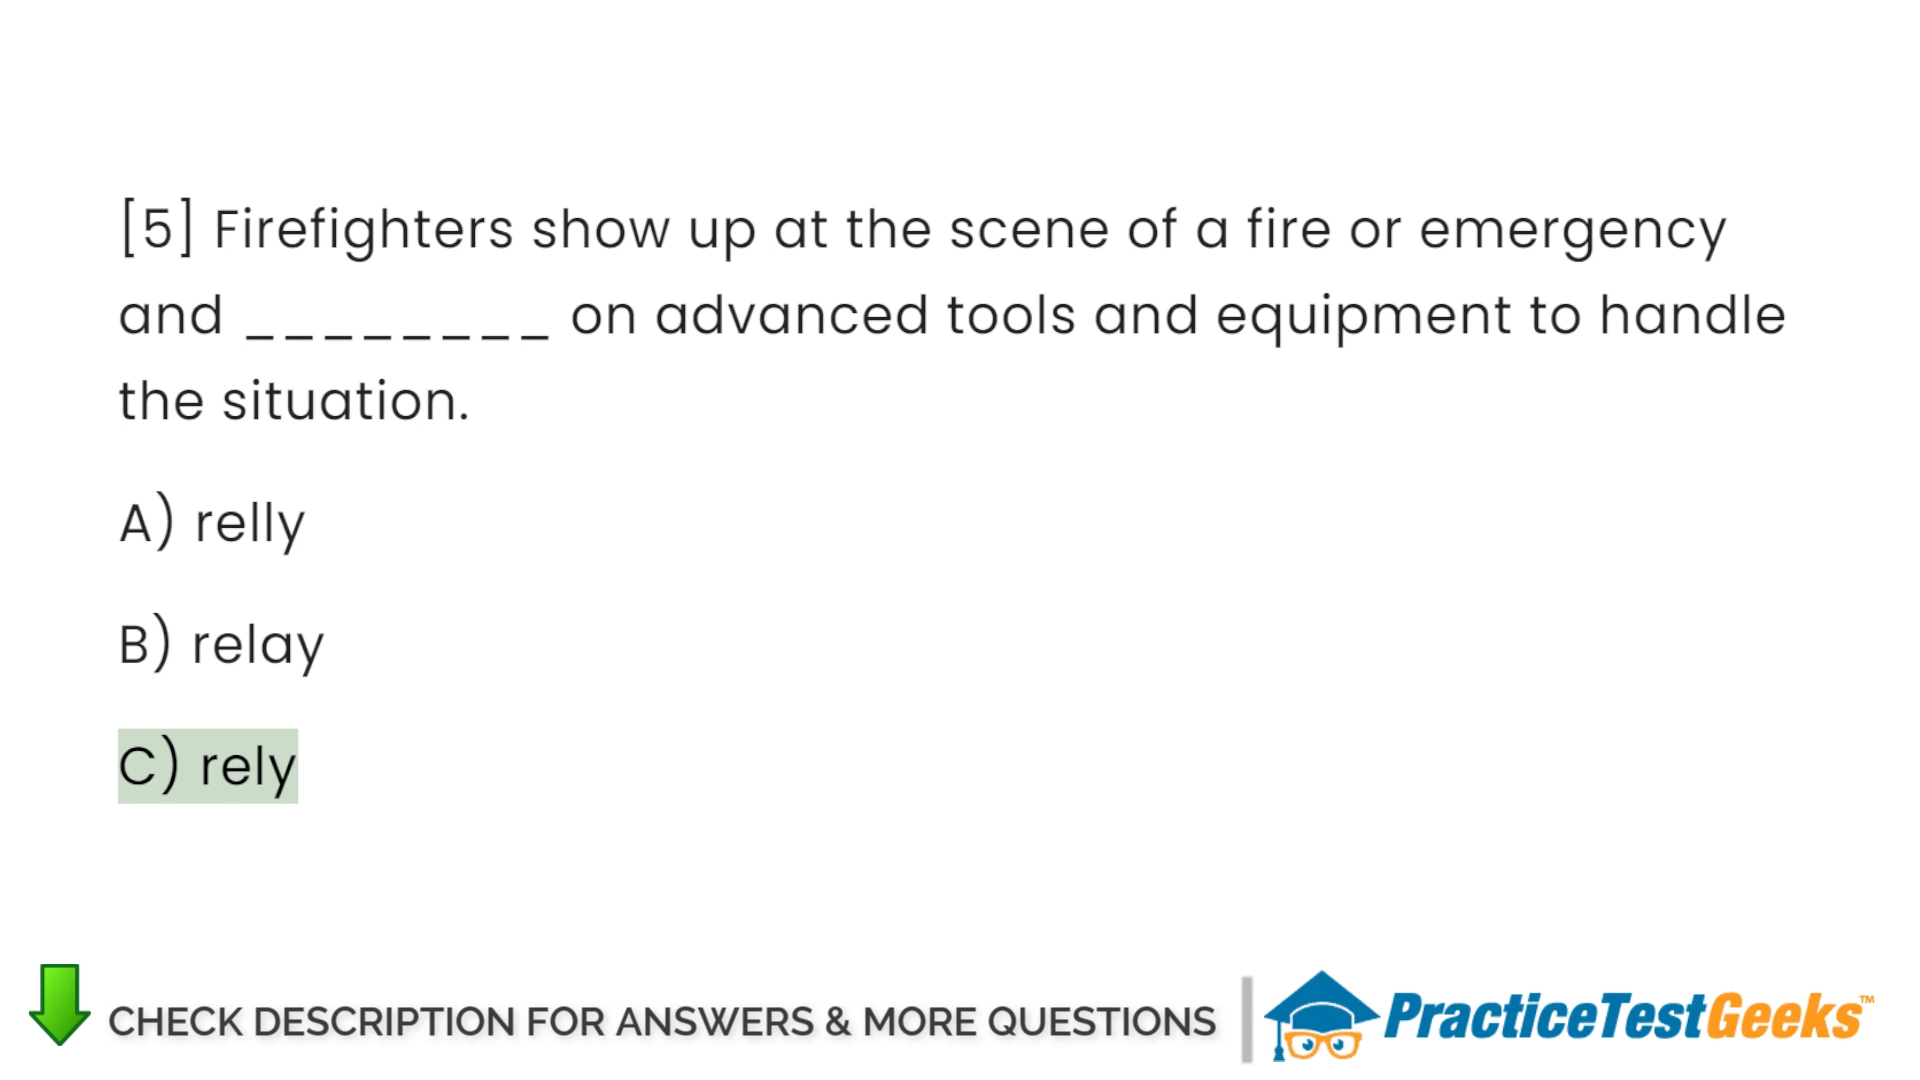 [5] Firefighters show up at the scene of a fire or emergency
and ________ on advanced tools and equipment to handle
the situation.
A) relly
B) relay
C) rely
CHECK DESCRIPTION FOR ANSWERS & MORE QUESTIONS
PracticeTestGeeks™